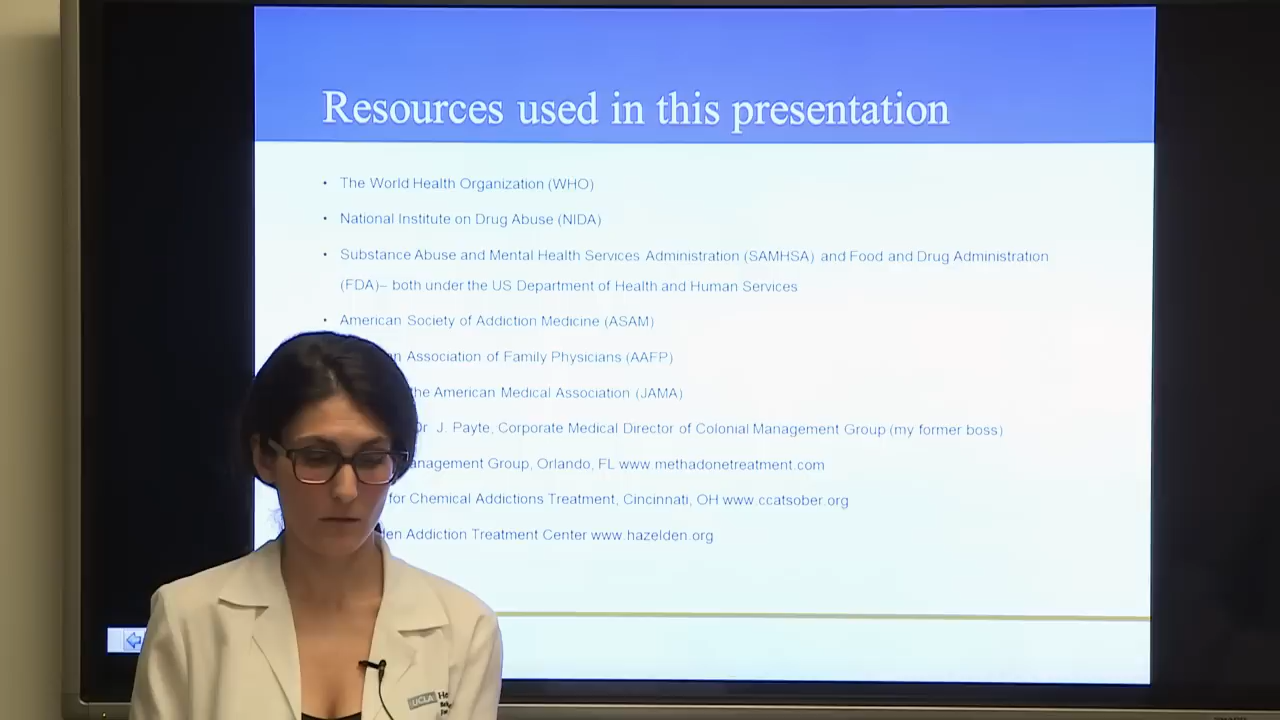 Resources used in this presentation
• The World Health Organization (WHO)
• National Institute on Drug Abuse (NIDA)
• Substance Abuse and Mental Health Services Administration (SAMHSA) and Food and Drug Administration
(FDA)– both under the US Department of Health and Human Services
• American Society of Addiction Medicine (ASAM)
Association of Family Physicians (AAFP)
the American Medical Association (JAMA)
Dr J. Payte, Corporate Medical Director of Colonial Management Group (my former boss)
anagement Group, Orlando, FL www methadonetreatment.com
for Chemical Addictions Treatment, Cincinnati, OH www.ccatsober.org
den Addiction Treatment Center www.hazelden.org
UCLA